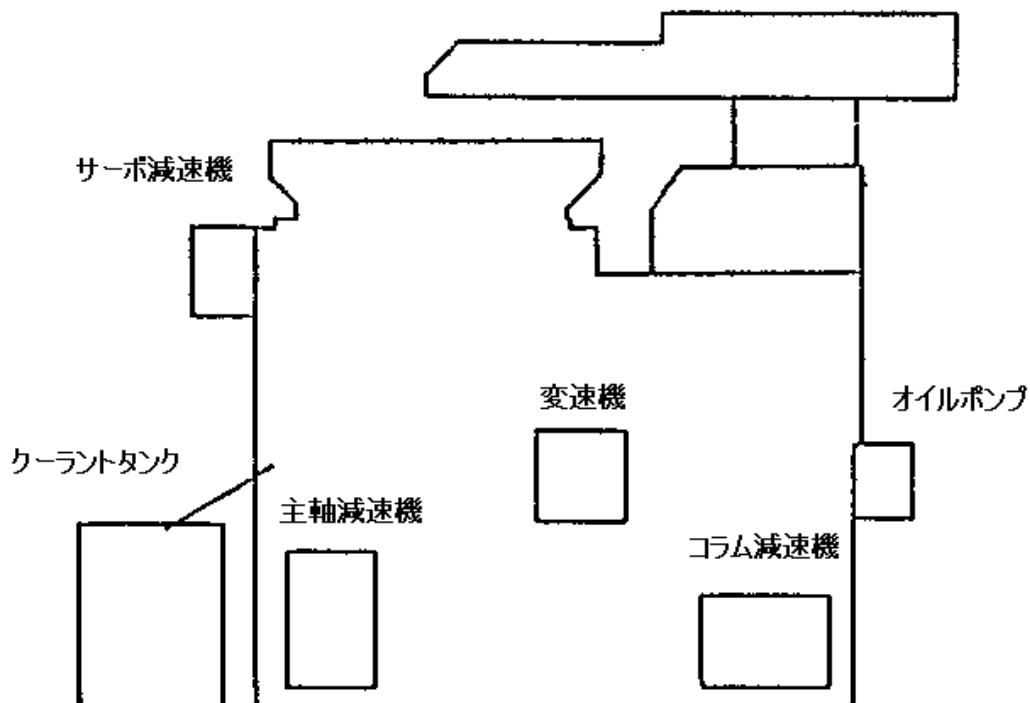 サーボ減速機
変速機
オイルポンプ
クーラントタンク
主軸減速機
コラム減速機